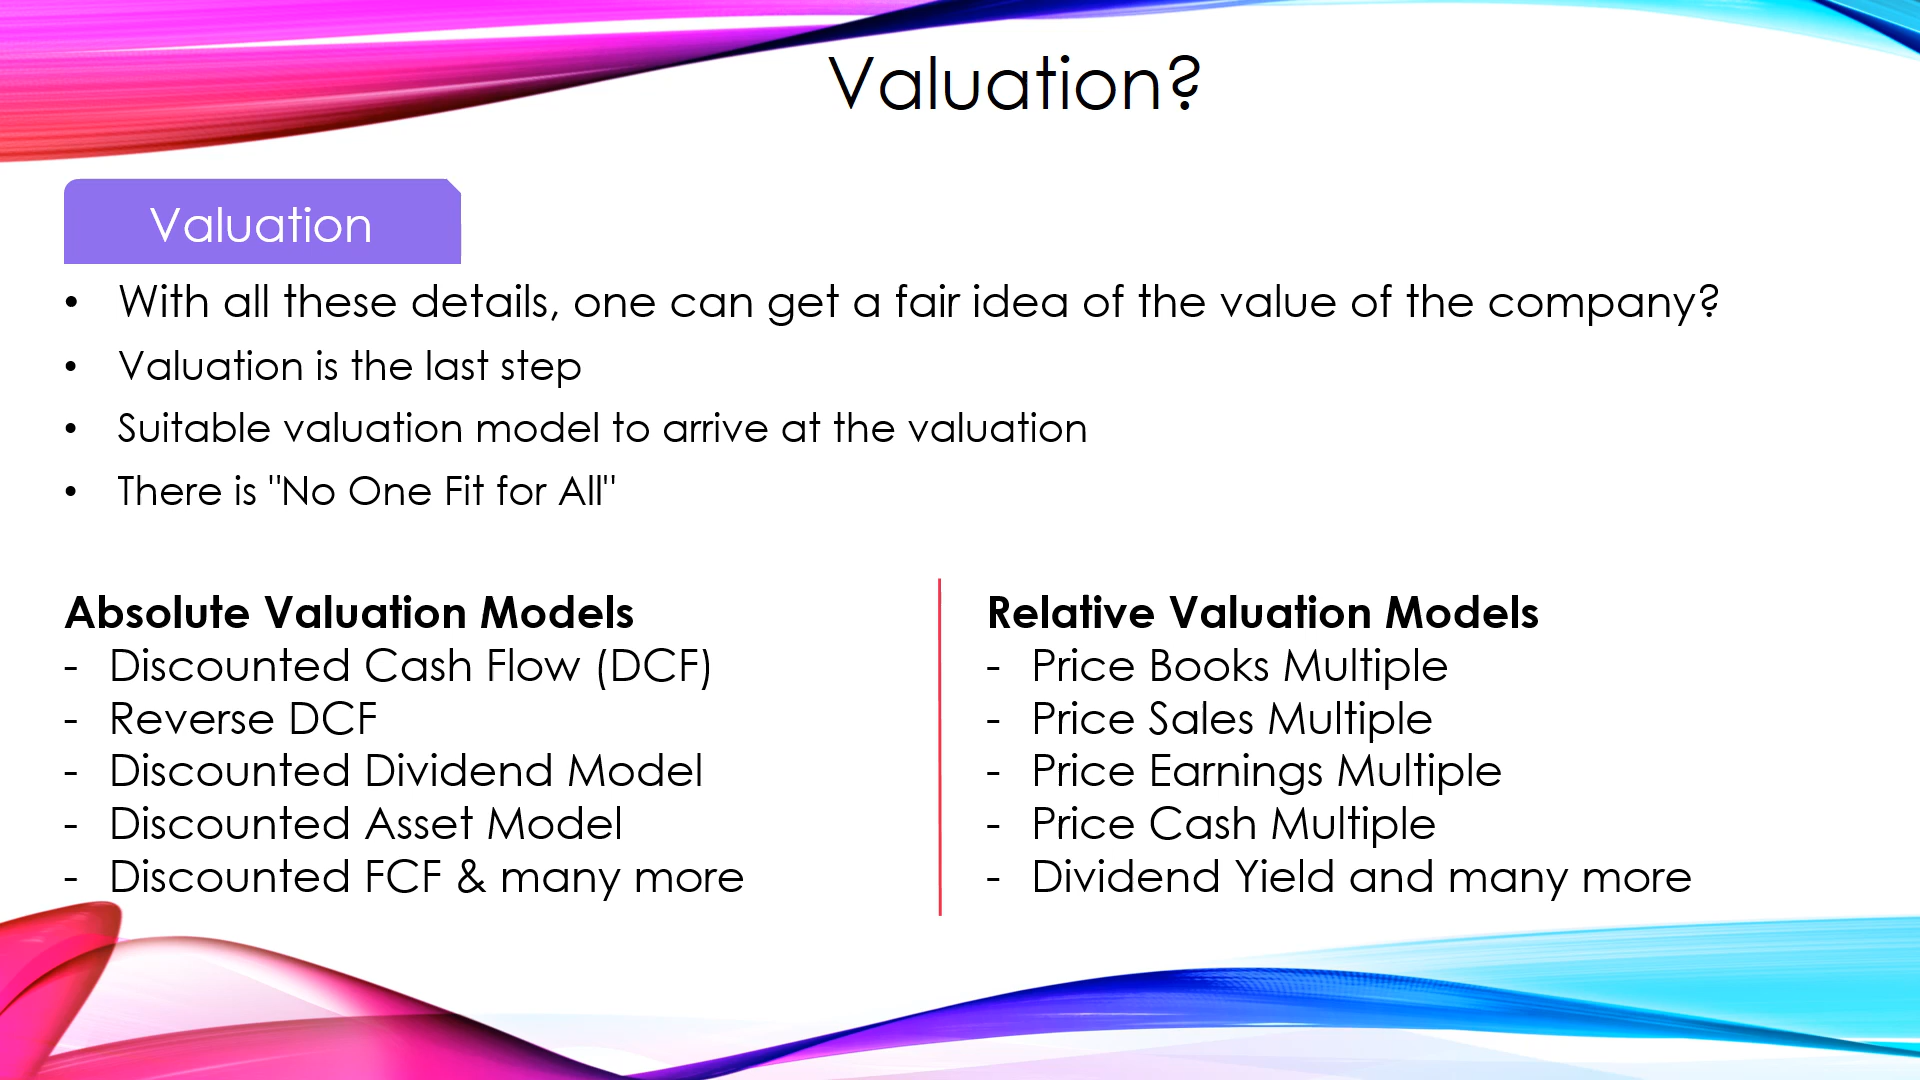 Valuation?
Valuation
• With all these details, one can get a fair idea of the value of the company?
• Valuation is the last step
• Suitable valuation model to arrive at the valuation
• There is "No One Fit for All"
Absolute Valuation Models
- Discounted Cash Flow (DCF)
- Reverse DCF
- Discounted Dividend Model
- Discounted Asset Model
- Discounted FCF & many more
Relative Valuation Models
- Price Books Multiple
- Price Sales Multiple
- Price Earnings Multiple
- Price Cash Multiple
- Dividend Yield and many more